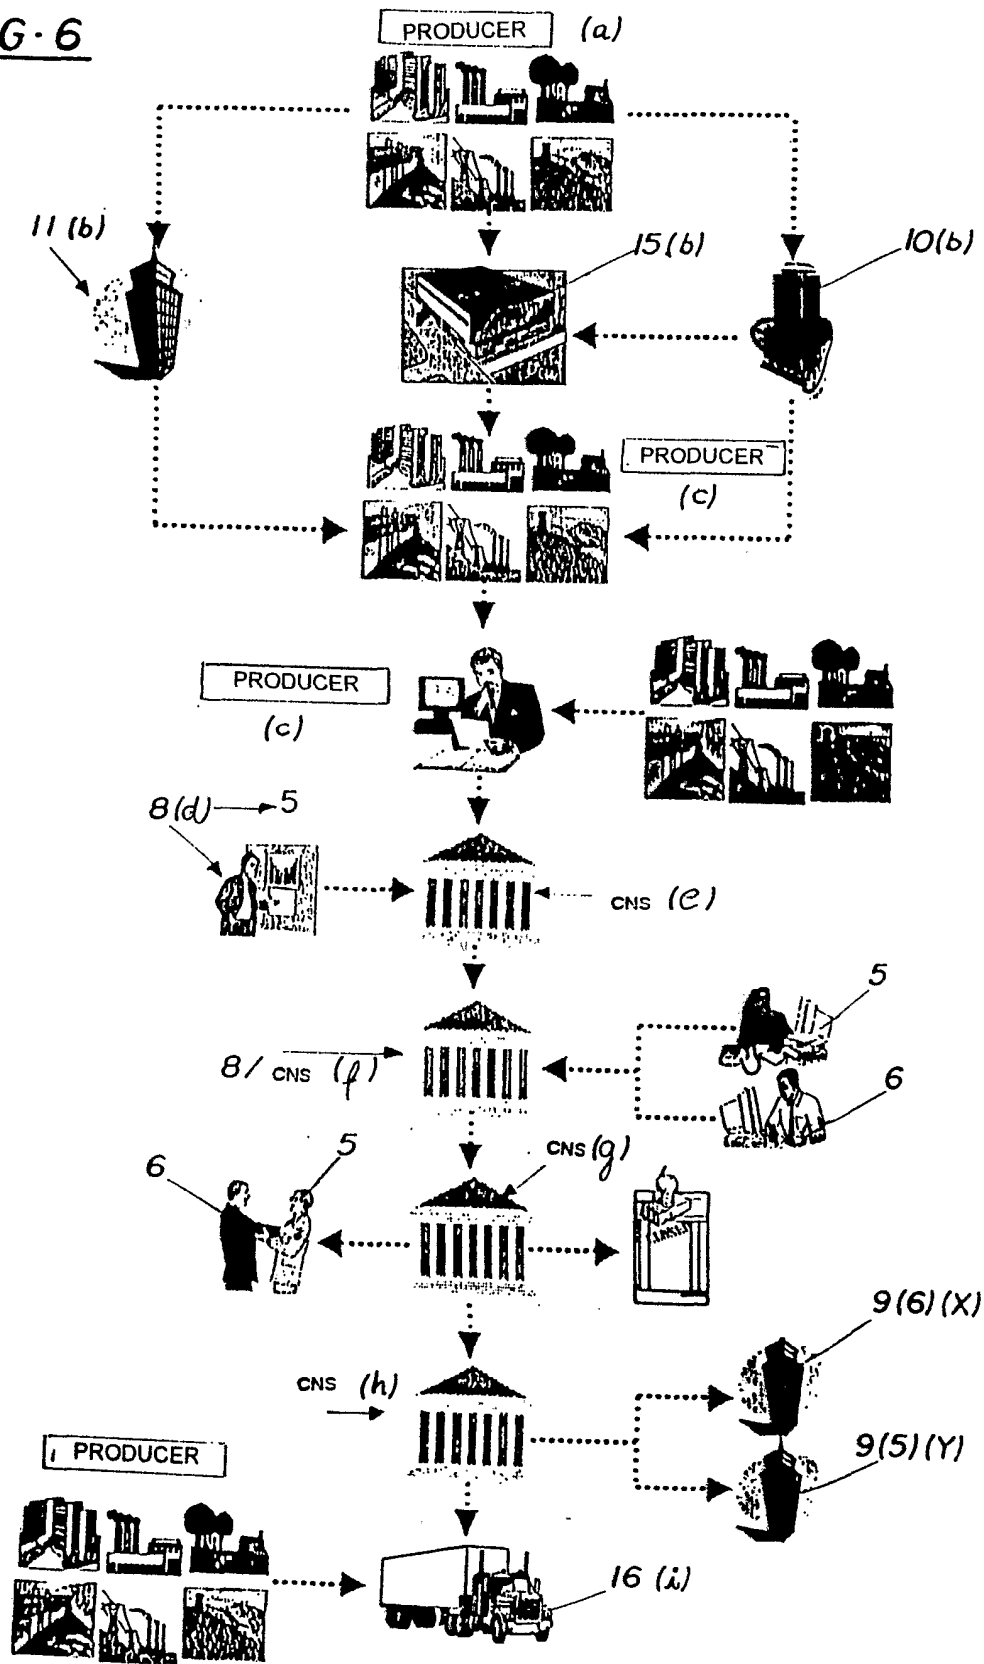 G. 6
PRODUCER (a)
11 (b)
15 (b)
10 (b)
PRODUCER
(c)
PRODUCER
(c)
8 (d) 5
CNS (e)
5
8/ CNS (f)
6
CNS (g)
6
5
9 (6) (X)
CNS (h)
PRODUCER
9 (5) (Y)
16 (i)